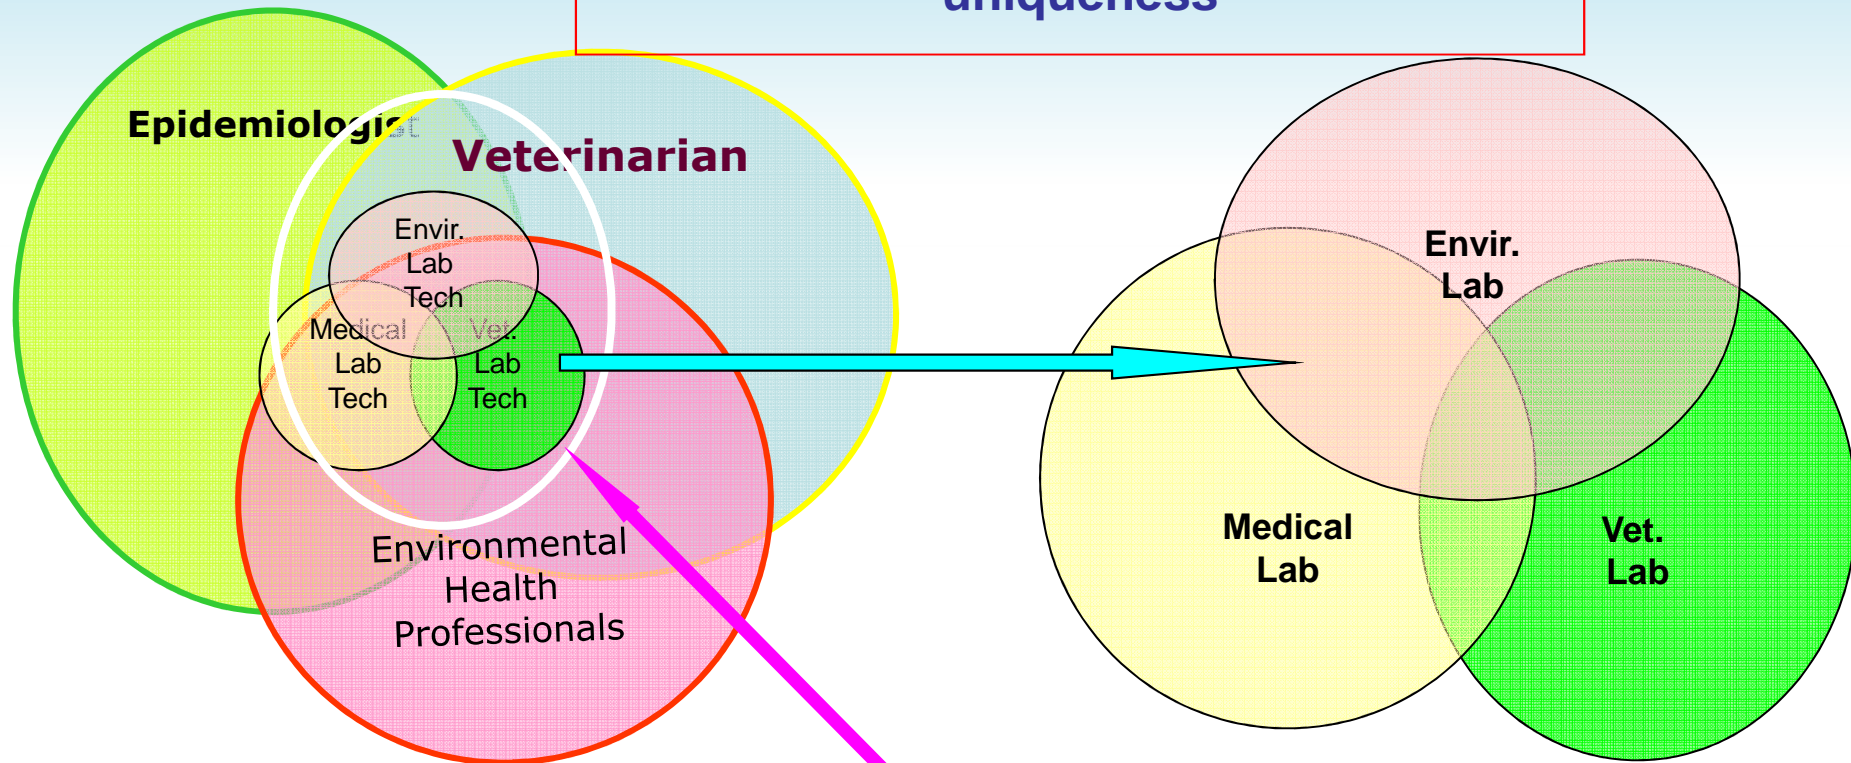 uniqueness
Epidemiologist
Veterinarian
Envir.
Lab
Tech
Medical
Lab
Tech
Vet.
Lab
Tech
Environmental
Health
Professionals
Envir.
Lab
Medical
Lab
Vet.
Lab